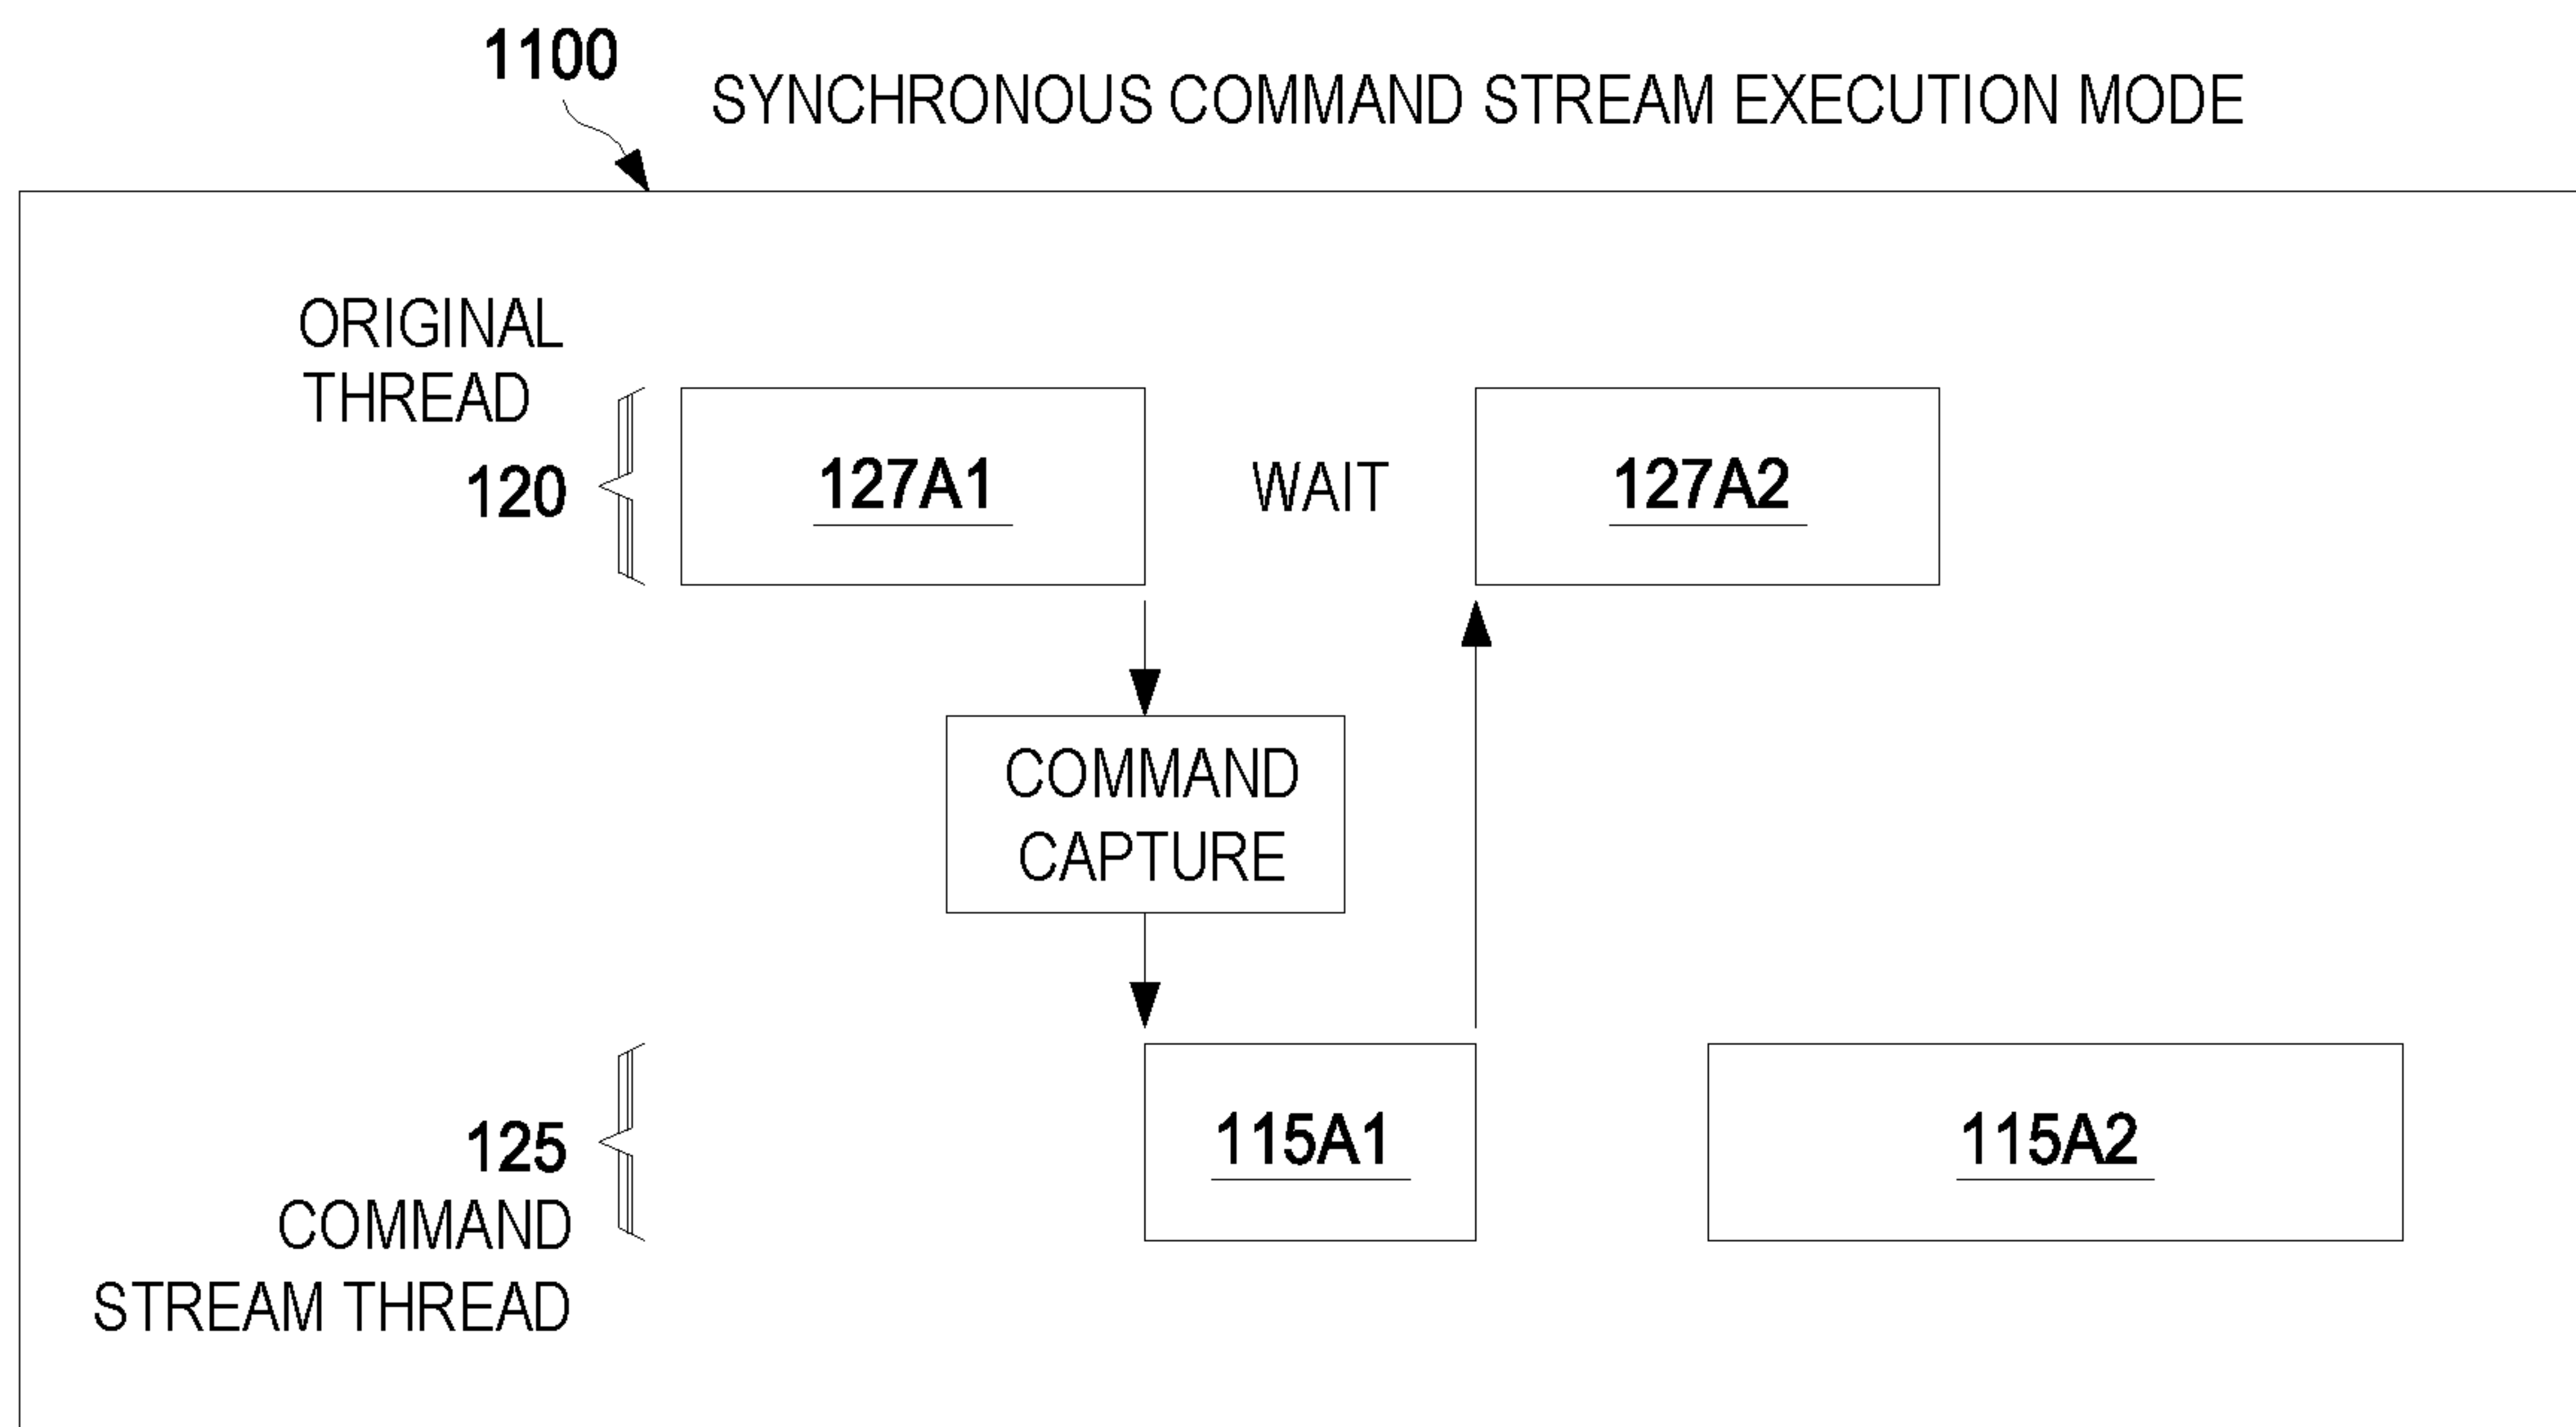 1100
SYNCHRONOUS COMMAND STREAM EXECUTION MODE
ORIGINAL
THREAD
120
127A1
WAIT
127A2
COMMAND
CAPTURE
125
COMMAND
STREAM THREAD
115A1
115A2